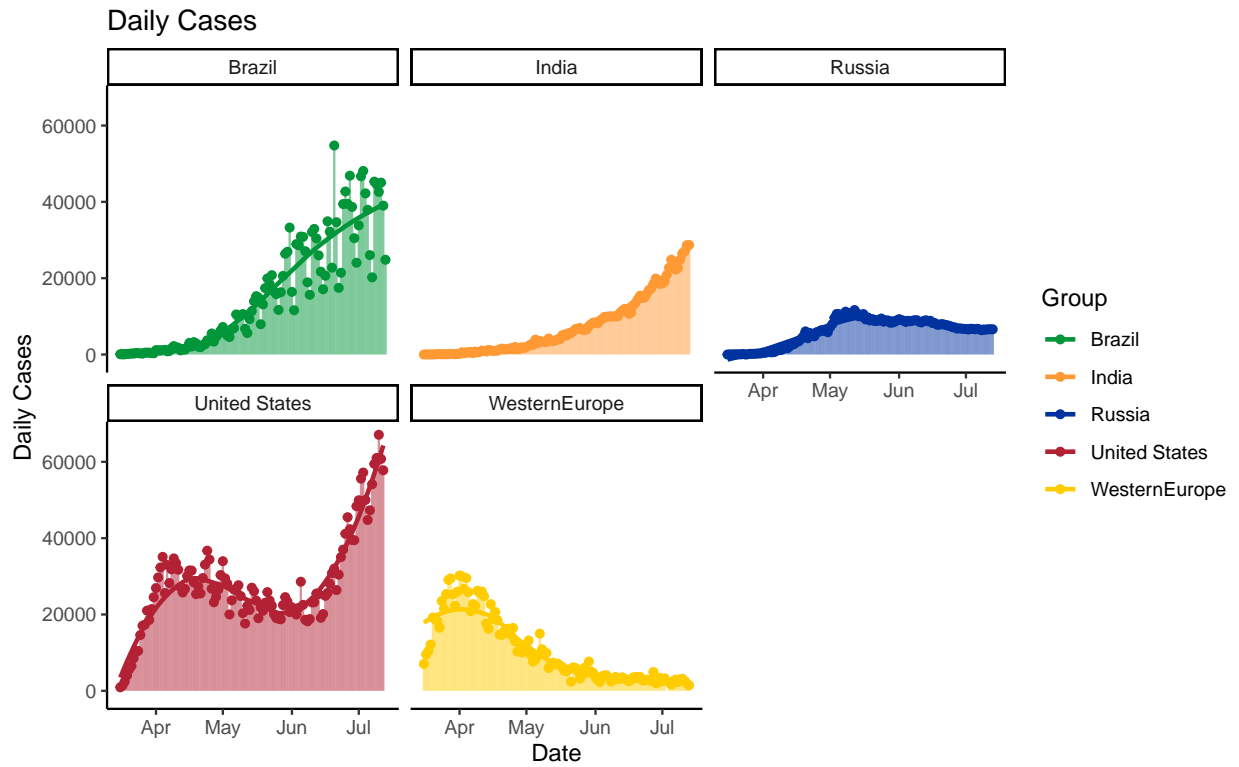 Daily Cases
Brazil
India
Russia
60000
40000
20000
0
Apr
May
Jun
Jul
United States
WesternEurope
60000
40000
20000
0
Apr
May
Jun
Jul
Apr
May
Jun
Jul
Daily Cases
Date
Group
Brazil
India
Russia
United States
WesternEurope